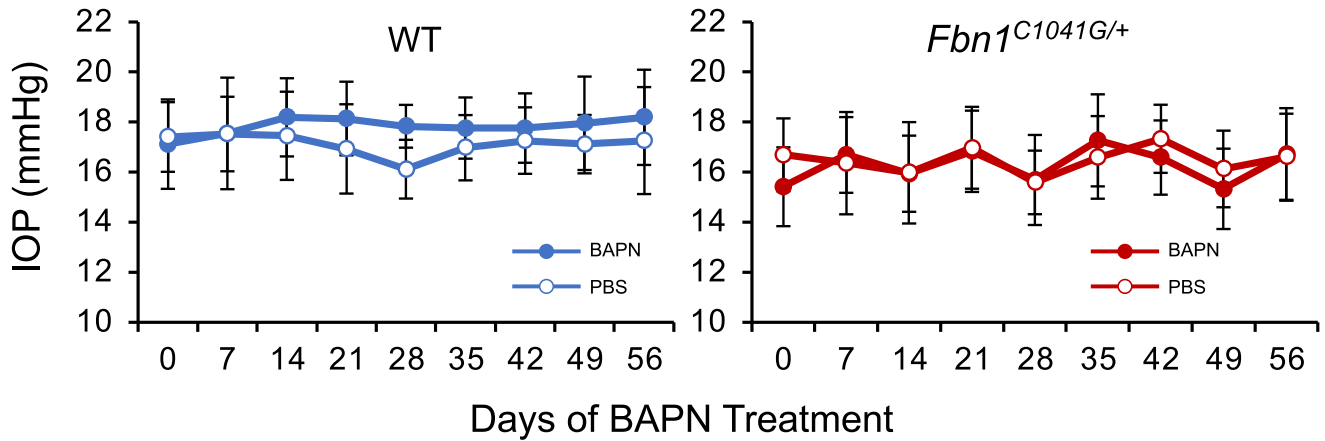 WT
Fbn1^C1041G/+
IOP (mmHg)
22
20
18
16
14
12
10
BAPN
PBS
0 7 14 21 28 35 42 49 56
22
20
18
16
14
12
10
BAPN
PBS
0 7 14 21 28 35 42 49 56
Days of BAPN Treatment